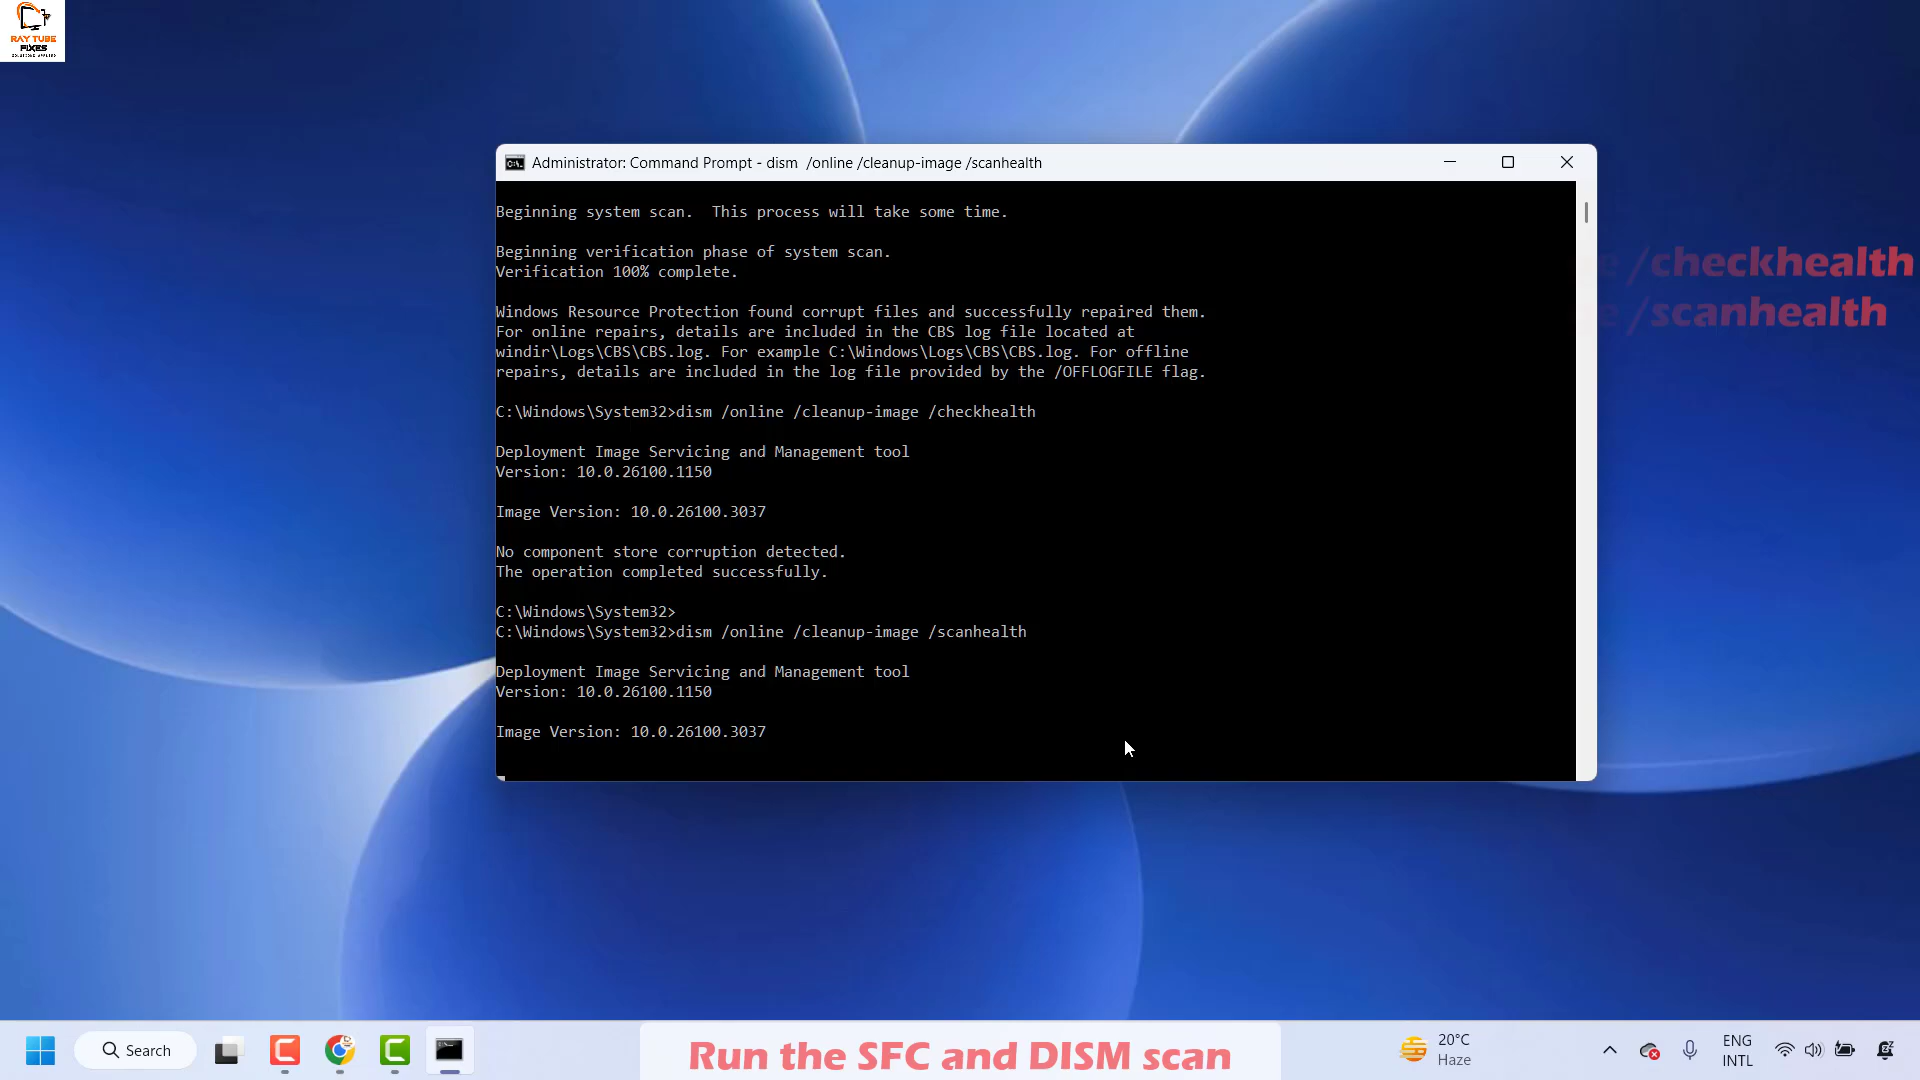 RAY TUBE
FIXES
SOLUTIONS APPLIED
Administrator: Command Prompt - dism  /online /cleanup-image /scanhealth
Beginning system scan.  This process will take some time.
Beginning verification phase of system scan.
Verification 100% complete.
Windows Resource Protection found corrupt files and successfully repaired them.
For online repairs, details are included in the CBS log file located at
windir\Logs\CBS\CBS.log. For example C:\Windows\Logs\CBS\CBS.log. For offline
repairs, details are included in the log file provided by the /OFFLOGFILE flag.
C:\Windows\System32>dism /online /cleanup-image /checkhealth
Deployment Image Servicing and Management tool
Version: 10.0.26100.1150
Image Version: 10.0.26100.3037
No component store corruption detected.
The operation completed successfully.
C:\Windows\System32>
C:\Windows\System32>dism /online /cleanup-image /scanhealth
Deployment Image Servicing and Management tool
Version: 10.0.26100.1150
Image Version: 10.0.26100.3037
/checkhealth
/scanhealth
Search
Run the SFC and DISM scan
20°C
Haze
ENG
INTL